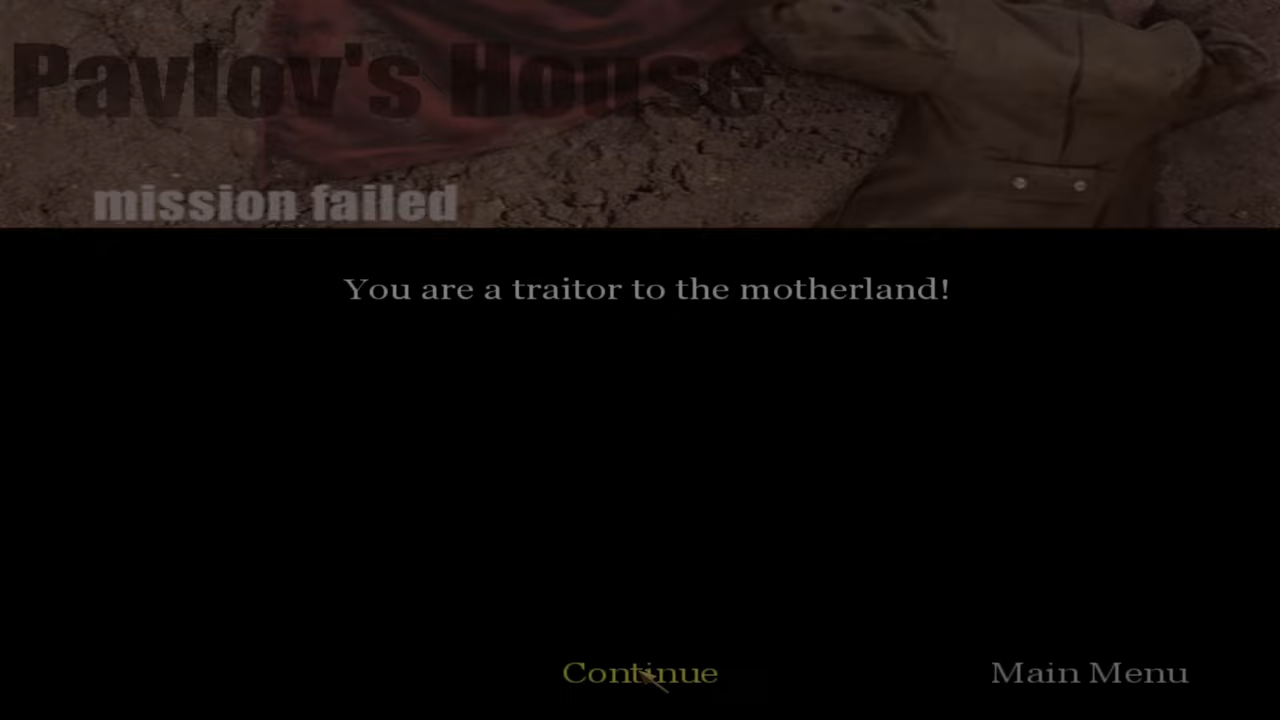 Pavlov's House
mission failed
You are a traitor to the motherland!
Continue
Main Menu